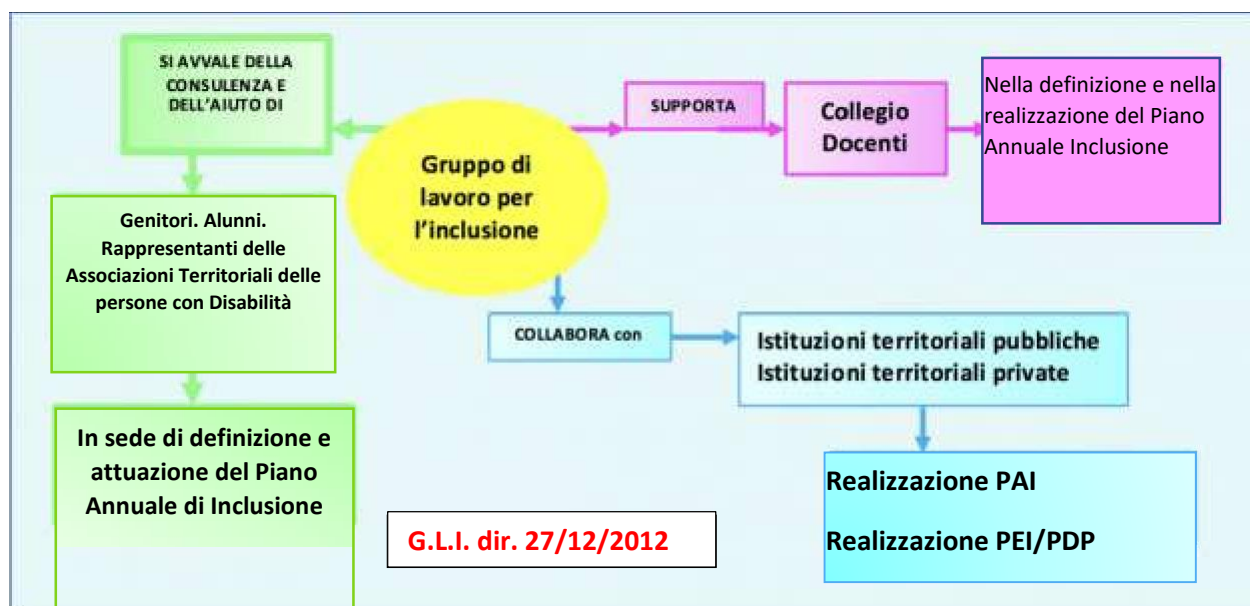 SI AVVALE DELLA
CONSULENZA E
DELL'AIUTO DI
Genitori. Alunni.
Rappresentanti delle
Associazioni Territoriali delle
persone con Disabilità
In sede di definizione e
attuazione del Piano
Annuale di Inclusione
Gruppo di
lavoro per
l'inclusione
SUPPORTA
Collegio
Docenti
Nella definizione e nella
realizzazione del Piano
Annuale Inclusione
COLLABORA con
Istituzioni territoriali pubbliche
Istituzioni territoriali private
Realizzazione PAI
Realizzazione PEI/PDP
G.L.I. dir. 27/12/2012